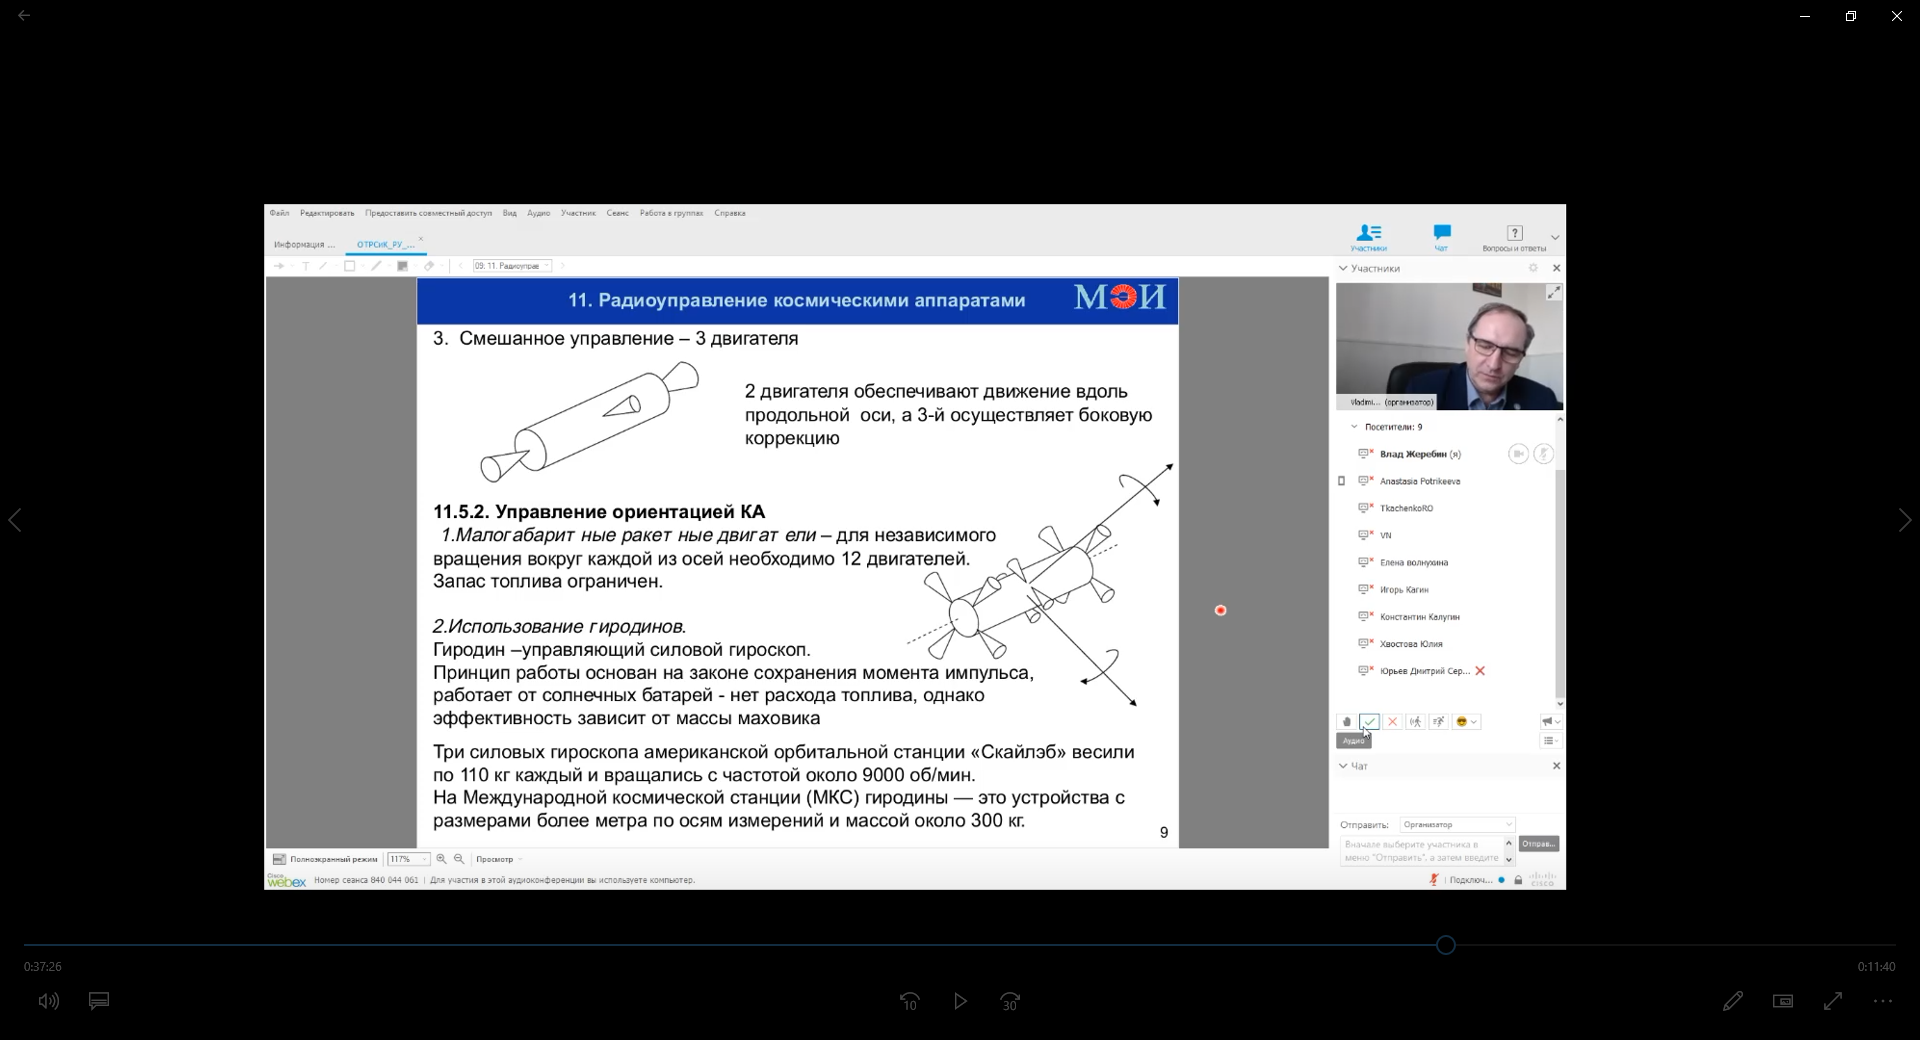 Файл Редактировать Предоставить совместный доступ Вид Аудио Участник Сеанс Работа в группах Справка
Информация ... ОТРСиК_РУ_...
Участники Чат Вопросы и ответы
09: 11. Радиоуправ
11. Радиоуправление космическими аппаратами МЭИ
3. Смешанное управление – 3 двигателя
2 двигателя обеспечивают движение вдоль
продольной оси, а 3-й осуществляет боковую
коррекцию
11.5.2. Управление ориентацией КА
1.Малогабарит ные ракет ные двигат ели – для независимого
вращения вокруг каждой из осей необходимо 12 двигателей.
Запас топлива ограничен.
2.Использование гиродинов.
Гиродин –управляющий силовой гироскоп.
Принцип работы основан на законе сохранения момента импульса,
работает от солнечных батарей - нет расхода топлива, однако
эффективность зависит от массы маховика
Три силовых гироскопа американской орбитальной станции «Скайлэб» весили
по 110 кг каждый и вращались с частотой около 9000 об/мин.
На Международной космической станции (МКС) гиродины — это устройства с
размерами более метра по осям измерений и массой около 300 кг.
9
Участники
Vladimi... (организатор)
Посетители: 9
Влад Жеребин (я)
Anastasia Potrikeeva
TkachenkoRO
VN
Елена волнухина
Игорь Кагин
Константин Калугин
Хвостова Юлия
Юрьев Дмитрий Сер...
Аудио
Чат
Отправить: Организатор
Вначале выберите участника в
меню "Отправить", а затем введите
Отправ...
Полноэкранный режим 117% Просмотр
Cisco webex Номер сеанса 840 044 061 | Для участия в этой аудиоконференции вы используете компьютер.
Подключ... CISCO
0:37:26 0:11:40
10 30